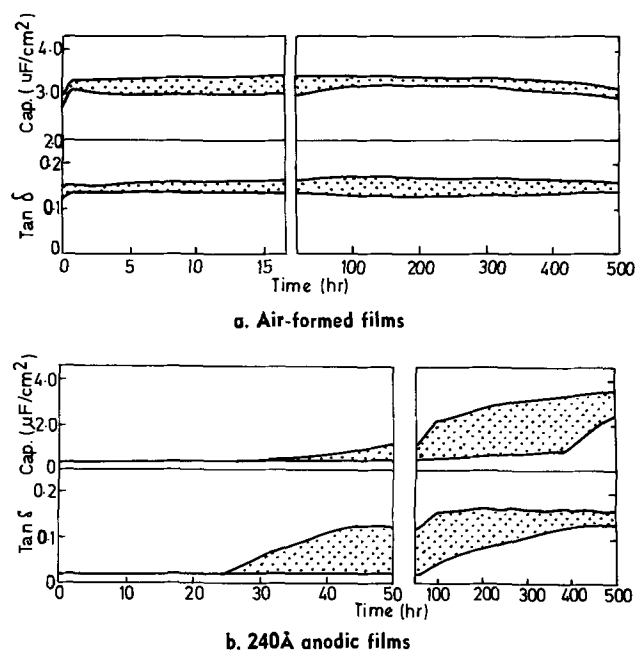 Cap. (uF/cm²)
4·0
3.0
2.0
Tan δ
0·2
0.1
0
0 5 10 15 100 200 300 400 500
Time (hr)
a. Air-formed films
Cap. (µF/cm²)
4·0
2.0
0
Tan δ
0·2
0·1
0
0 10 20 30 40 50 100 200 300 400 500
Time (hr)
b. 240Å anodic films